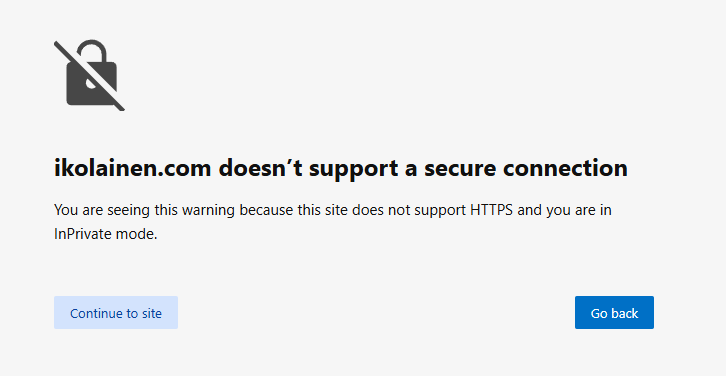 ikolainen.com doesn’t support a secure connection
You are seeing this warning because this site does not support HTTPS and you are in
InPrivate mode.
Continue to site
Go back